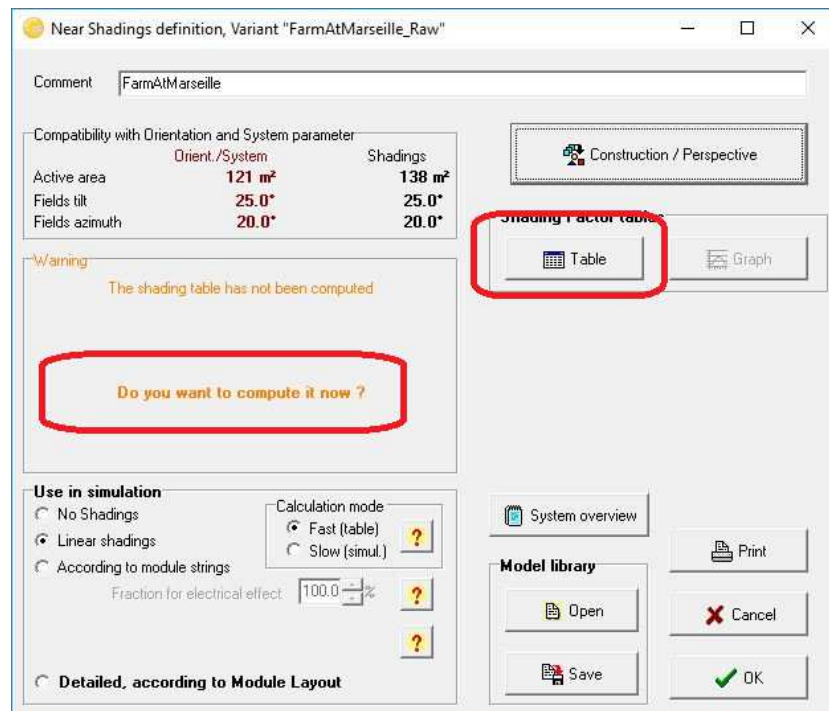 Near Shadings definition, Variant "FarmAtMarseille_Raw"
Comment FarmAtMarseille
Compatibility with Orientation and System parameter
Orient./System Shadings
Active area 121 m² 138 m²
Fields tilt 25.0° 25.0°
Fields azimuth 20.0° 20.0°
Construction / Perspective
Shading Factor tables
Table Graph
Warning
The shading table has not been computed
Do you want to compute it now ?
Use in simulation
No Shadings
Linear shadings
According to module strings
Fraction for electrical effect 100.0 %
Calculation mode
Fast (table)
Slow (simul.)
?
?
?
Detailed, according to Module Layout
System overview
Model library
Open
Save
Print
Cancel
OK